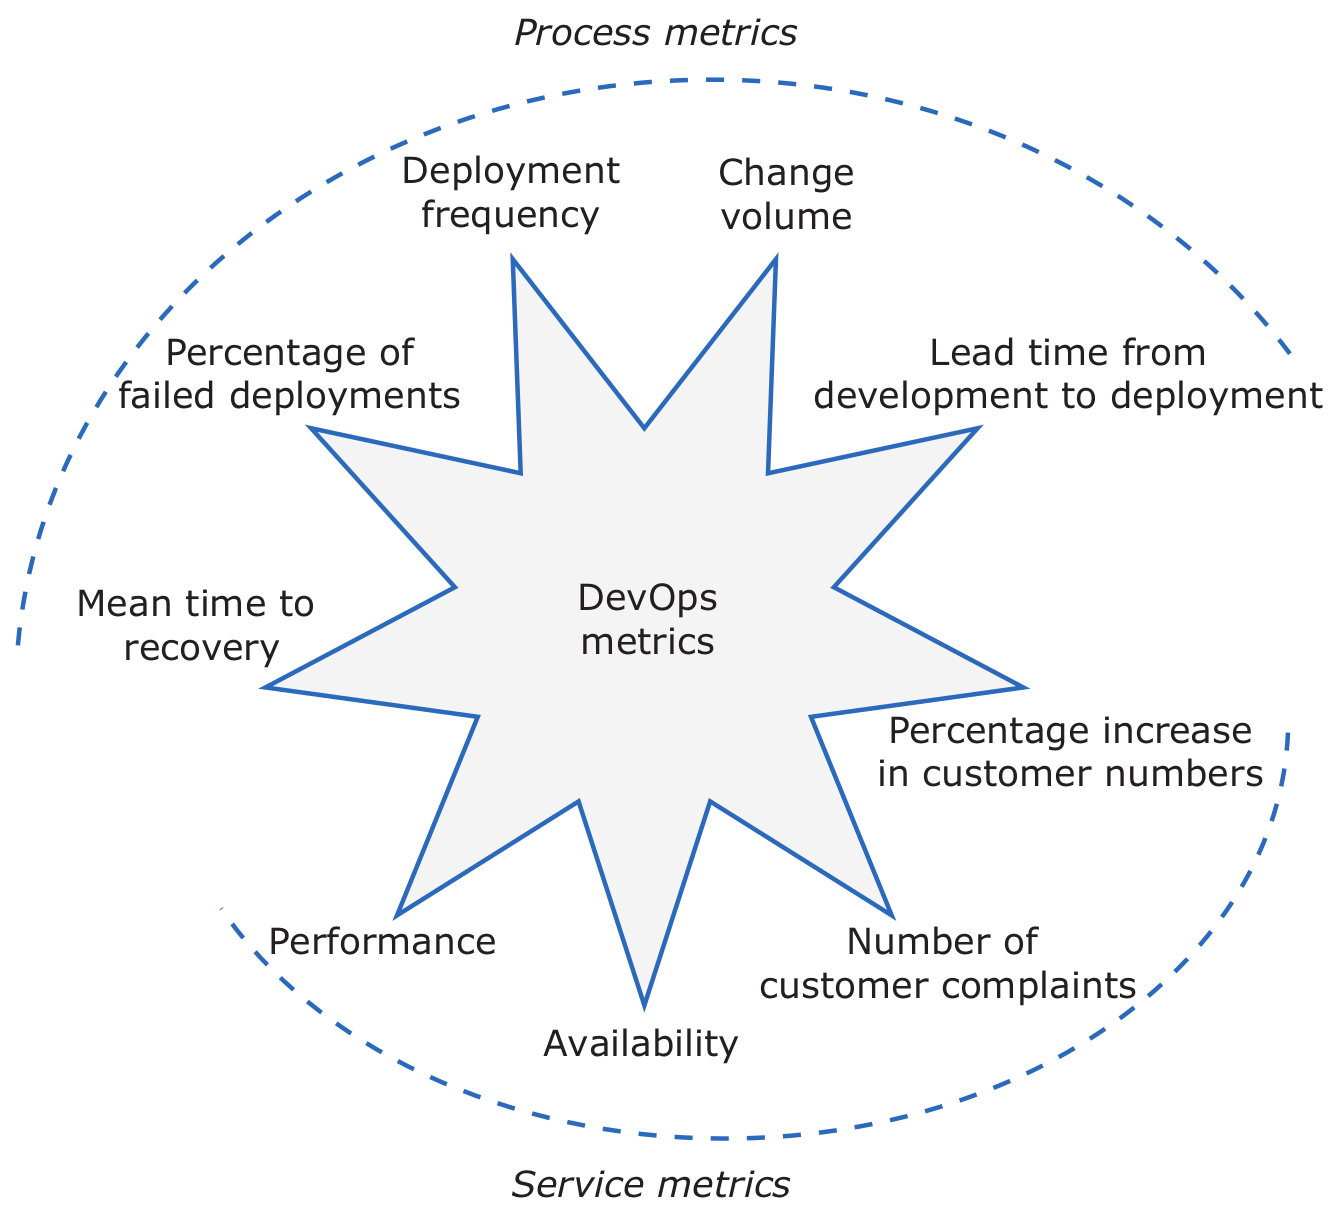 Process metrics
Deployment
frequency
Change
volume
Percentage of
failed deployments
Lead time from
development to deployment
Mean time to
recovery
DevOps
metrics
Percentage increase
in customer numbers
Performance
Number of
customer complaints
Availability
Service metrics